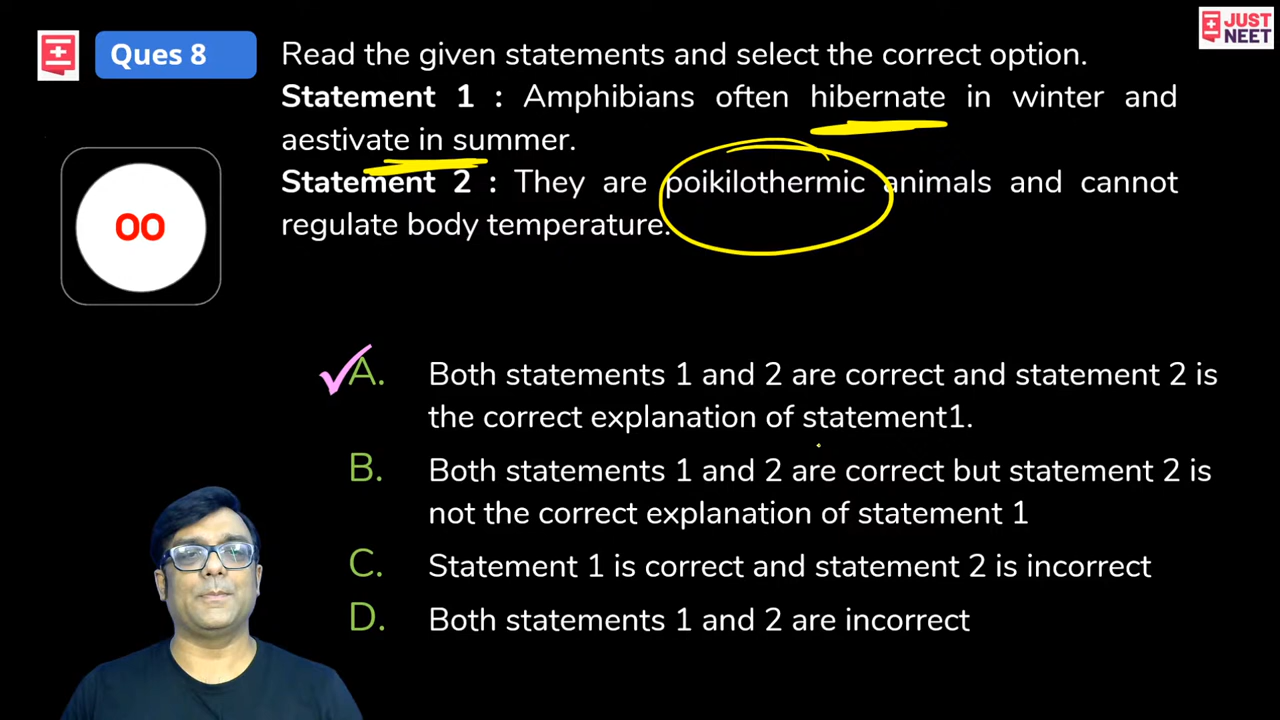 JUST
NEET
Ques 8
Read the given statements and select the correct option.
Statement 1 : Amphibians often hibernate in winter and
aestivate in summer.
Statement 2 : They are poikilothermic animals and cannot
regulate body temperature.
00
A. Both statements 1 and 2 are correct and statement 2 is
the correct explanation of statement1.
B. Both statements 1 and 2 are correct but statement 2 is
not the correct explanation of statement 1
C. Statement 1 is correct and statement 2 is incorrect
D. Both statements 1 and 2 are incorrect